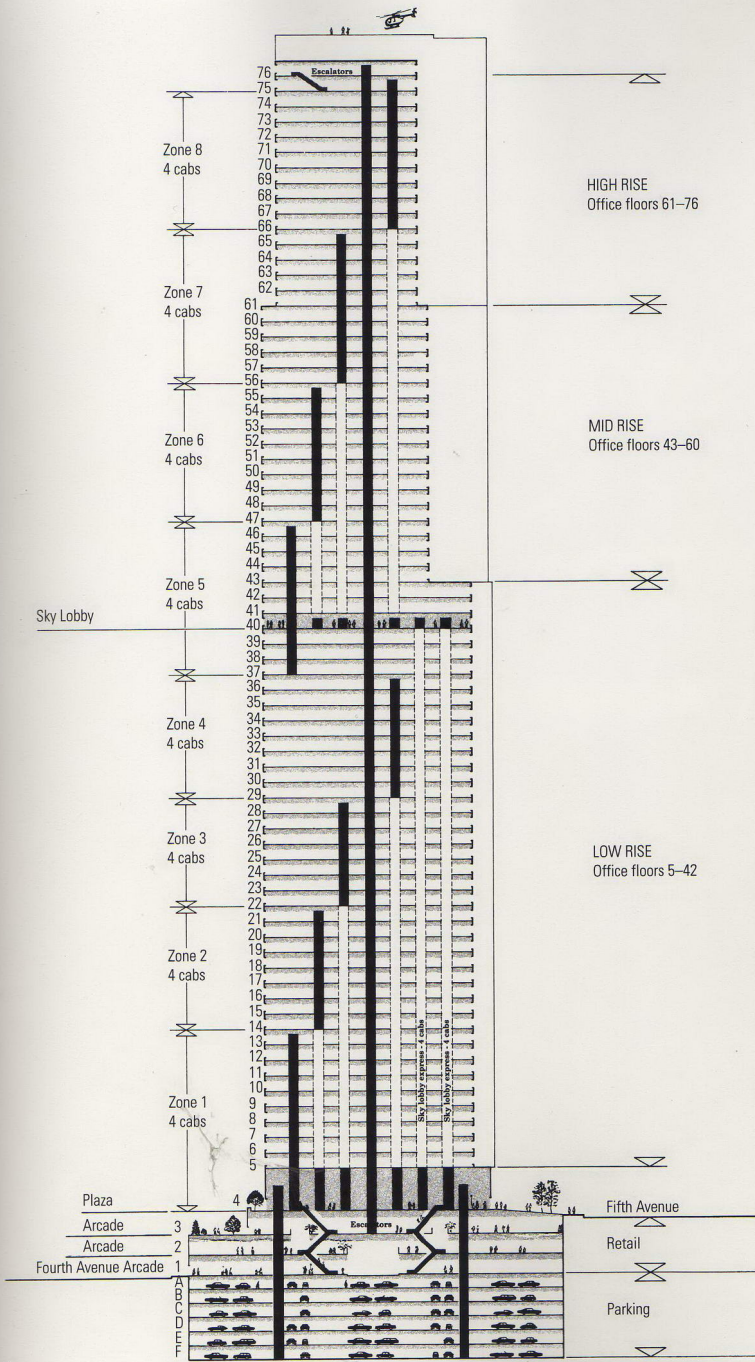 76
Escalators
75
74
73
72
71
70
69
68
67
66
65
64
63
62
61
60
59
58
57
56
55
54
53
52
51
50
49
48
47
46
45
44
43
42
41
40
39
38
37
36
35
34
33
32
31
30
29
28
27
26
25
24
23
22
21
20
19
18
17
16
15
14
13
12
11
10
9
8
7
6
5
4
3
2
1
A
B
C
D
E
F
Zone 8
4 cabs
Zone 7
4 cabs
Zone 6
4 cabs
Zone 5
4 cabs
Sky Lobby
Zone 4
4 cabs
Zone 3
4 cabs
Zone 2
4 cabs
Zone 1
4 cabs
Plaza
Arcade
Arcade
Fourth Avenue Arcade
Sky lobby express - 4 cabs
Sky lobby express - 4 cabs
Escalators
HIGH RISE
Office floors 61–76
MID RISE
Office floors 43–60
LOW RISE
Office floors 5–42
Fifth Avenue
Retail
Parking